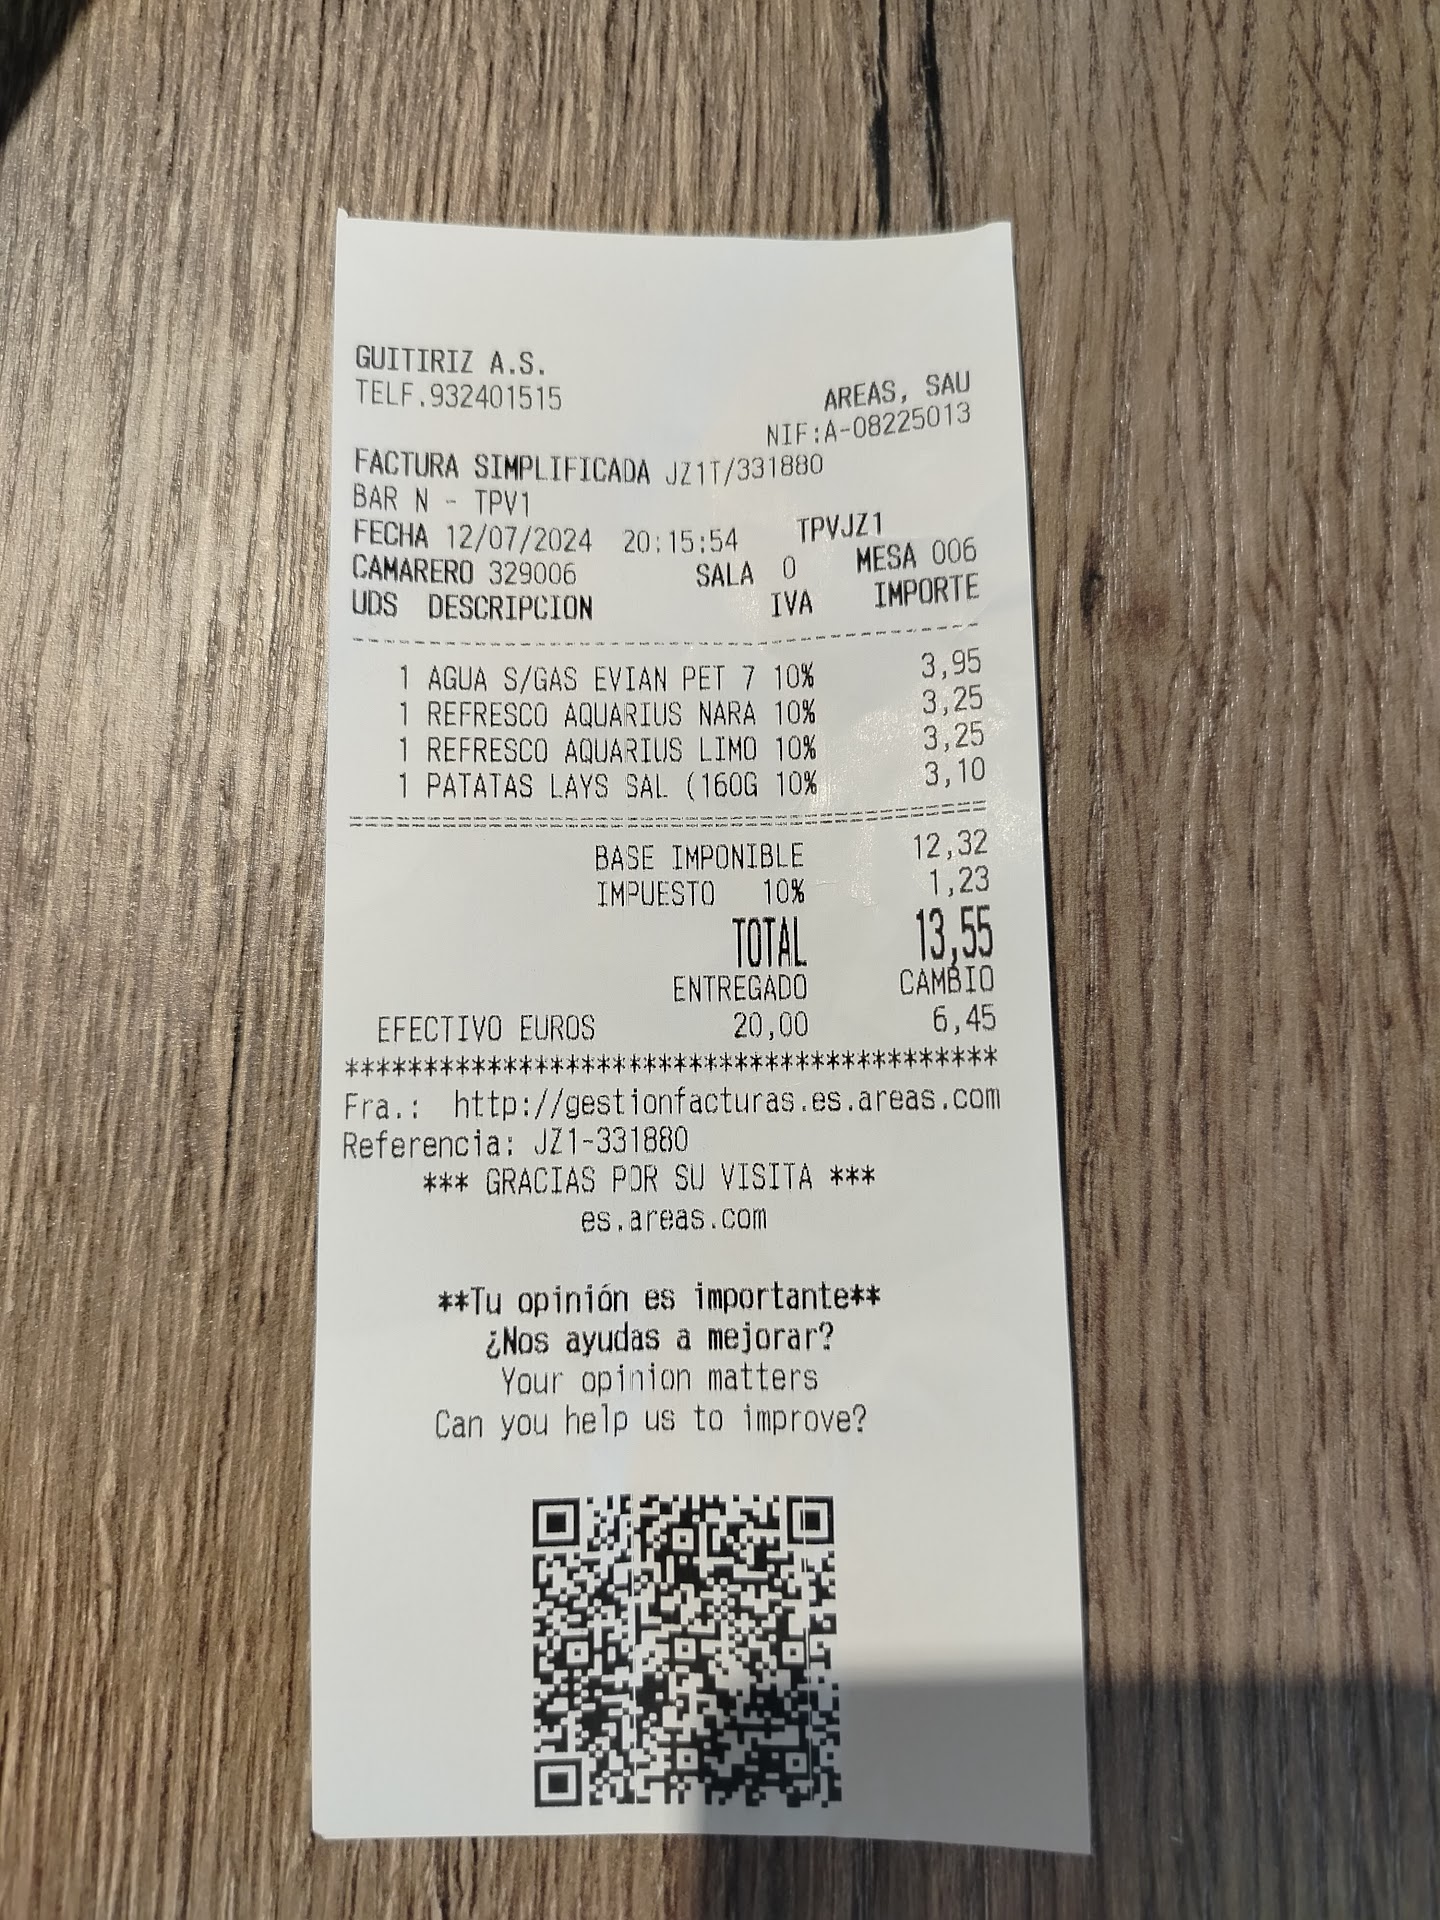 GUITIRIZ A.S.
TELF.932401515
AREAS, SAU
NIF:A-08225013
FACTURA SIMPLIFICADA JZ1T/331880
BAR N - TPV1
FECHA 12/07/2024 20:15:54 TPVJZ1
CAMARERO 329006 SALA 0 MESA 006
UDS DESCRIPCION IVA IMPORTE
1 AGUA S/GAS EVIAN PET 7 10% 3,95
1 REFRESCO AQUARIUS NARA 10% 3,25
1 REFRESCO AQUARIUS LIMO 10% 3,25
1 PATATAS LAYS SAL (160G 10% 3,10
BASE IMPONIBLE 12,32
IMPUESTO 10% 1,23
TOTAL 13,55
ENTREGADO CAMBIO
EFECTIVO EUROS 20,00 6,45
******************************************
Fra.: http://gestionfacturas.es.areas.com
Referencia: JZ1-331880
*** GRACIAS POR SU VISITA ***
es.areas.com
**Tu opinión es importante**
¿Nos ayudas a mejorar?
Your opinion matters
Can you help us to improve?